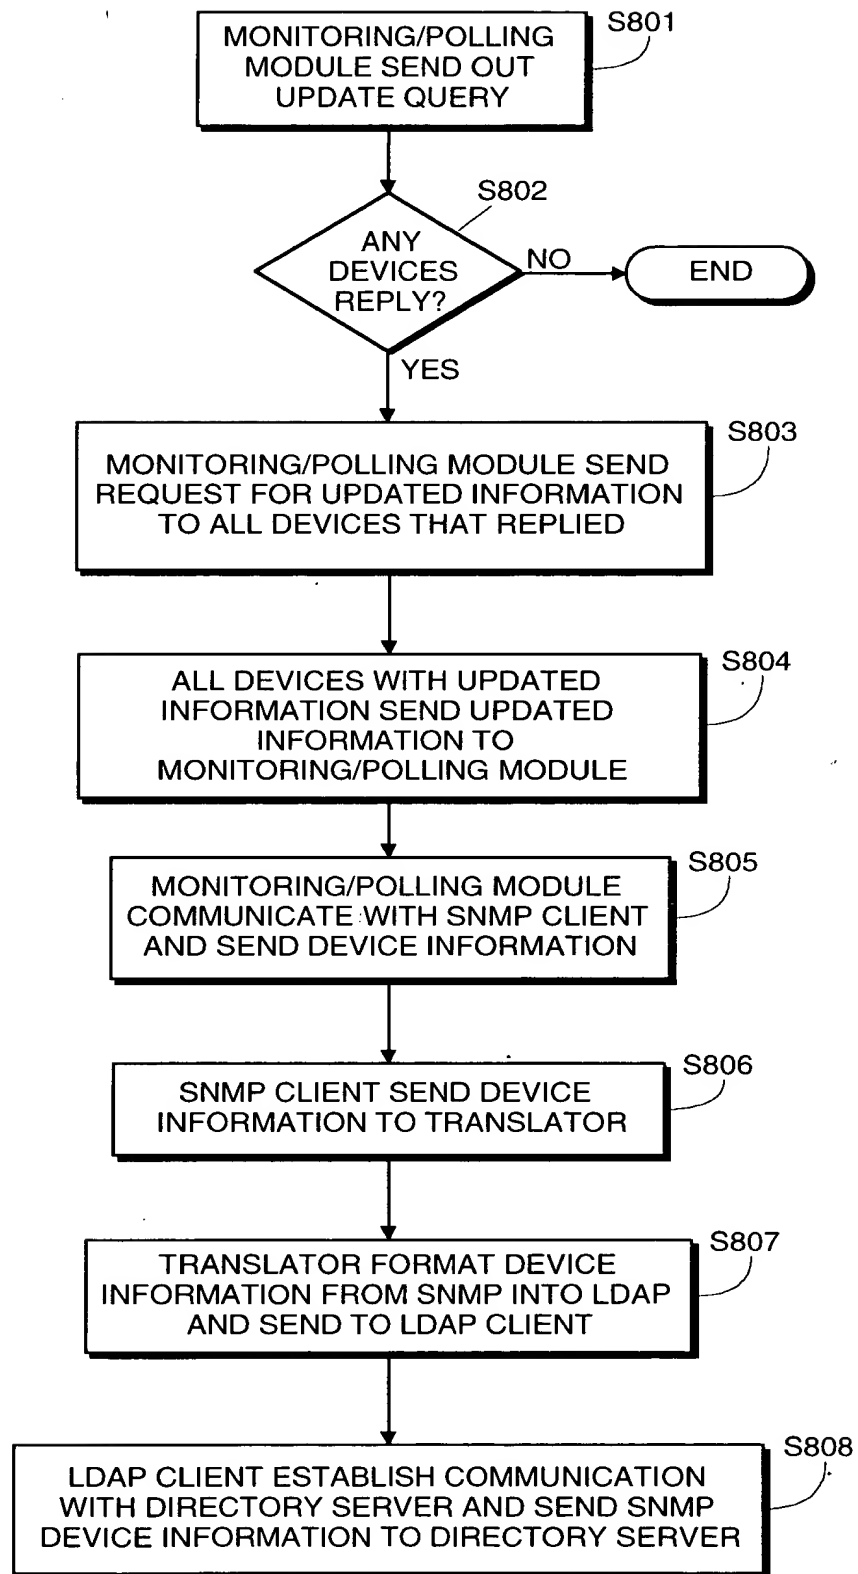 S801
MONITORING/POLLING
MODULE SEND OUT
UPDATE QUERY
S802
ANY
DEVICES
REPLY?
NO
END
YES
S803
MONITORING/POLLING MODULE SEND
REQUEST FOR UPDATED INFORMATION
TO ALL DEVICES THAT REPLIED
S804
ALL DEVICES WITH UPDATED
INFORMATION SEND UPDATED
INFORMATION TO
MONITORING/POLLING MODULE
S805
MONITORING/POLLING MODULE
COMMUNICATE WITH SNMP CLIENT
AND SEND DEVICE INFORMATION
S806
SNMP CLIENT SEND DEVICE
INFORMATION TO TRANSLATOR
S807
TRANSLATOR FORMAT DEVICE
INFORMATION FROM SNMP INTO LDAP
AND SEND TO LDAP CLIENT
S808
LDAP CLIENT ESTABLISH COMMUNICATION
WITH DIRECTORY SERVER AND SEND SNMP
DEVICE INFORMATION TO DIRECTORY SERVER